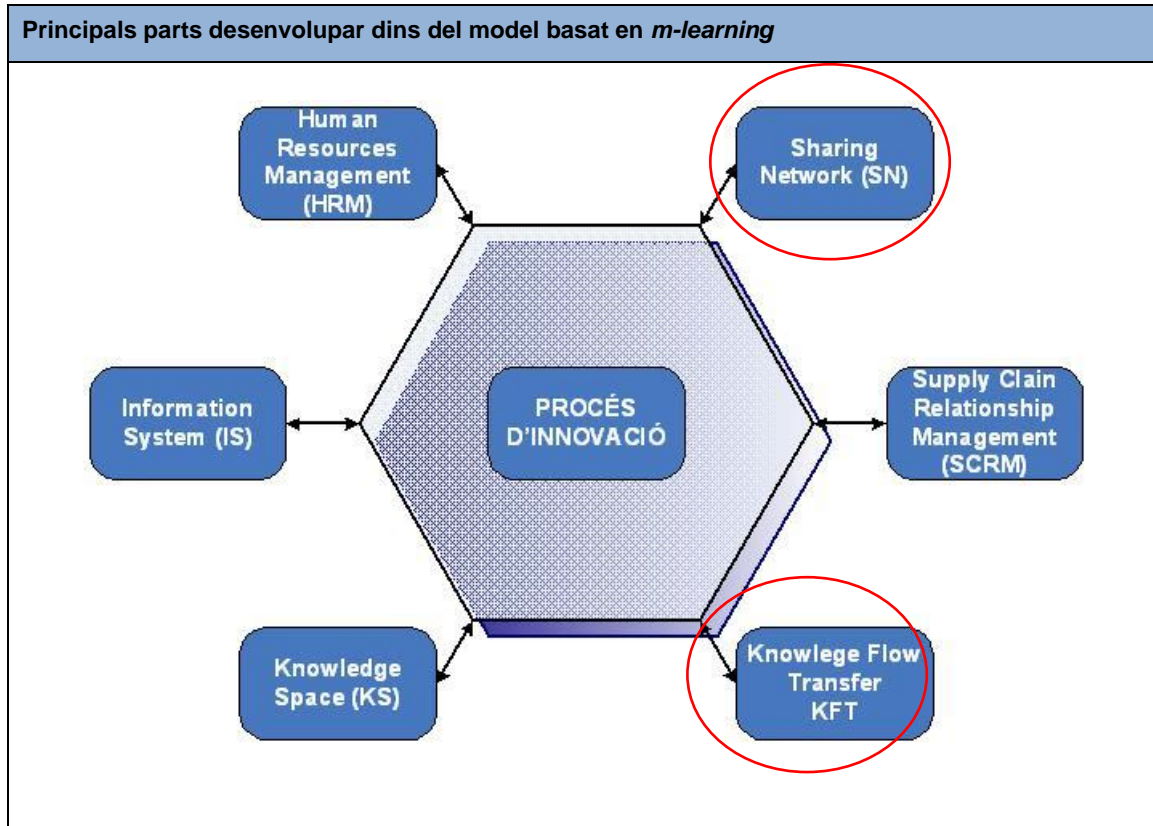 Principals parts desenvolupar dins del model basat en m-learning
Human
Resources
Management
(HRM)
Sharing
Network (SN)
Information
System (IS)
PROCÉS
D'INNOVACIÓ
Supply Clain
Relationship
Management
(SCRM)
Knowledge
Space (KS)
Knowlege Flow
Transfer
KFT